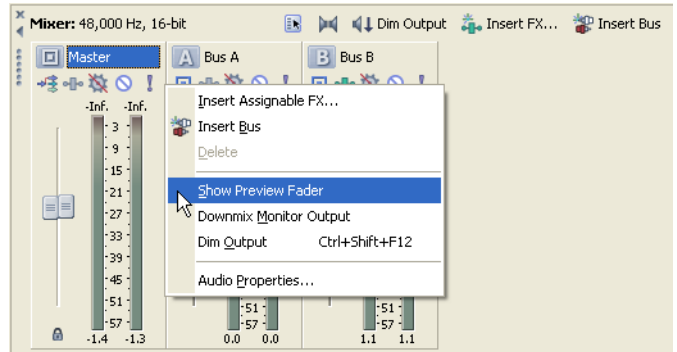 Mixer: 48,000 Hz, 16-bit
Dim Output
Insert FX...
Insert Bus
Master
A
Bus A
B
Bus B
-Inf. -Inf.
- 3 -
- 9 -
- 15 -
- 21 -
- 27 -
- 33 -
- 39 -
- 45 -
- 51 -
- 57 -
-1.4 -1.3
Insert Assignable FX...
Insert Bus
Delete
Show Preview Fader
Downmix Monitor Output
Dim Output Ctrl+Shift+F12
Audio Properties...
- 51 -
- 57 -
0.0 0.0
- 51 -
- 57 -
1.1 1.1